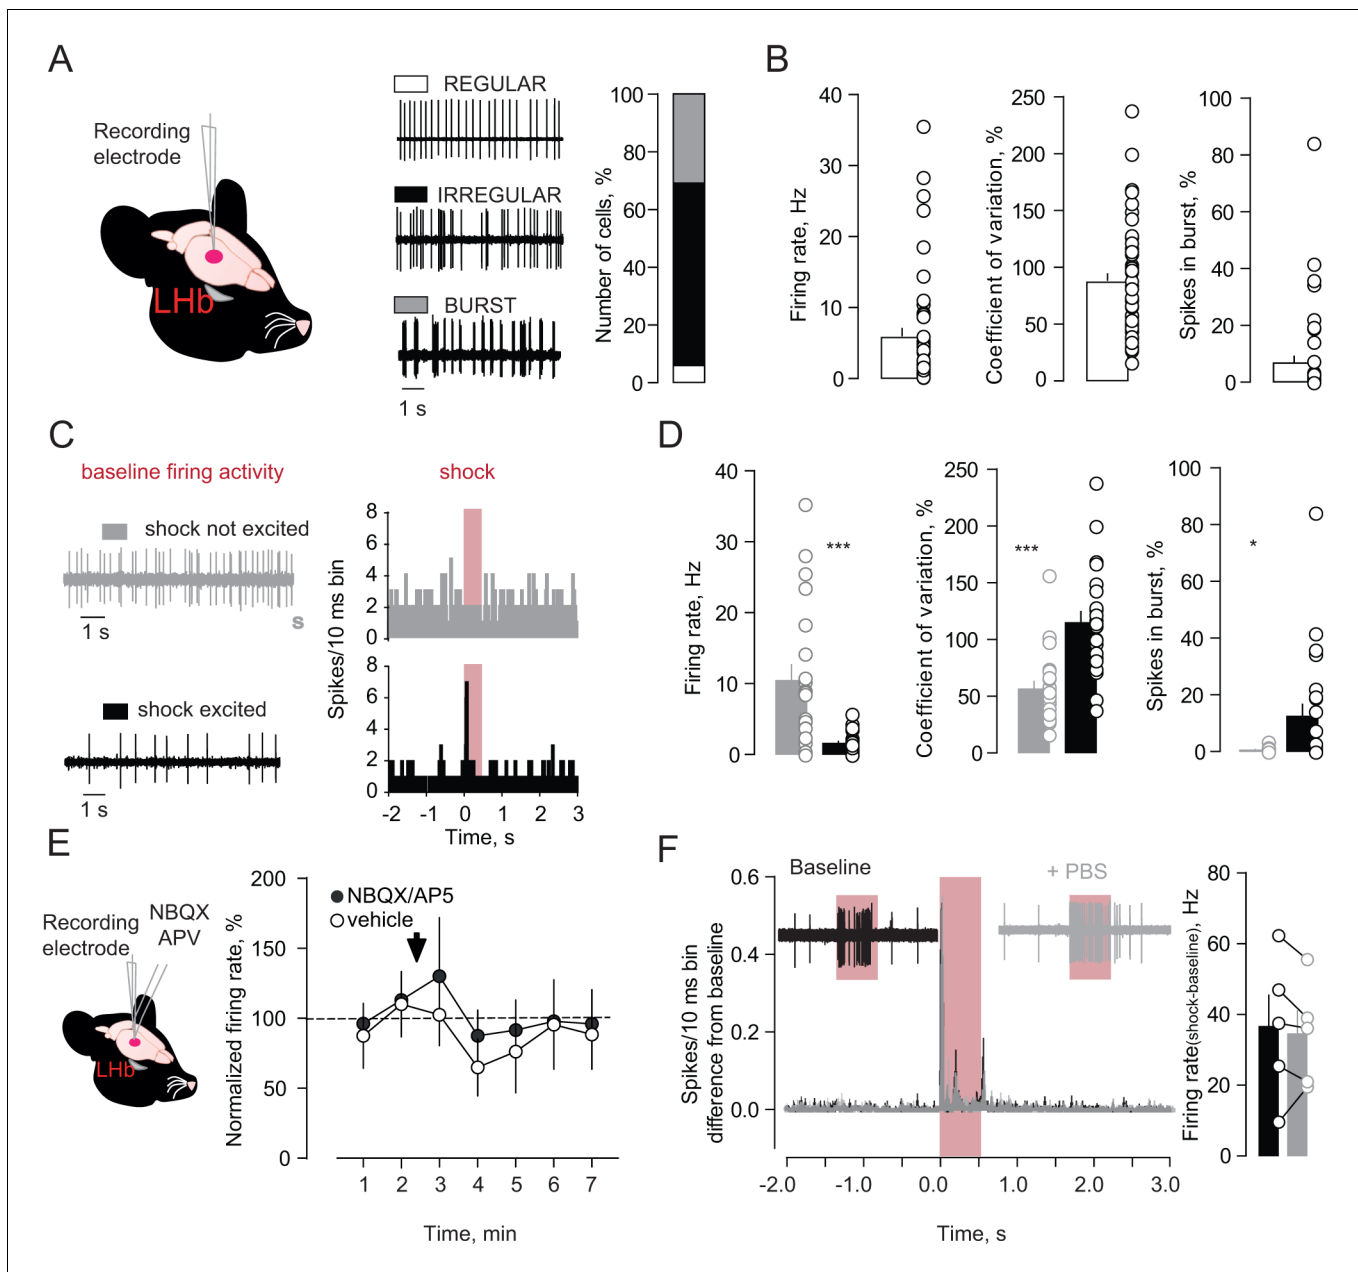 A
Recording
electrode
LHb
REGULAR
IRREGULAR
BURST
1 s
Number of cells, %
100
80
60
40
20
0
B
Firing rate, Hz
40
30
20
10
0
Coefficient of variation, %
250
200
150
100
50
0
Spikes in burst, %
100
80
60
40
20
0
C
baseline firing activity
shock not excited
1 s
s
shock excited
1 s
shock
Spikes/10 ms bin
8
6
4
2
0
8
6
4
2
0
-2 -1 0 1 2 3
Time, s
D
Firing rate, Hz
40
30
20
10
0
***
Coefficient of variation, %
250
200
150
100
50
0
***
Spikes in burst, %
100
80
60
40
20
0
*
E
Recording
electrode
NBQX
APV
LHb
Normalized firing rate, %
200
150
100
50
0
NBQX/AP5
vehicle
1 2 3 4 5 6 7
Time, min
F
Baseline
+ PBS
Spikes/10 ms bin
difference from baseline
0.6
0.4
0.2
0.0
-2.0 -1.0 0.0 1.0 2.0 3.0
Time, s
Firing rate(shock-baseline), Hz
80
60
40
20
0